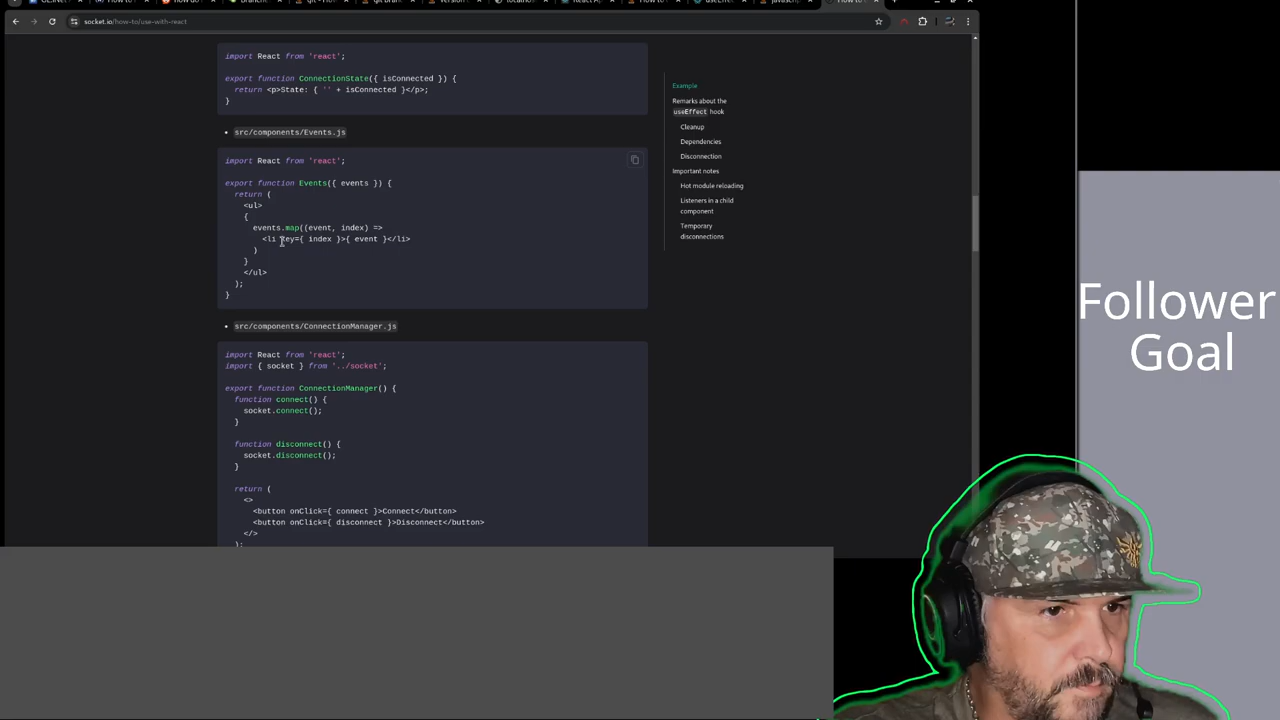 socket.io/how-to/use-with-react
import React from 'react';
export function ConnectionState({ isConnected }) {
return <p>State: { '' + isConnected }</p>;
}
src/components/Events.js
import React from 'react';
export function Events({ events }) {
return (
<ul>
{
events.map((event, index) =>
<li key={ index }>{ event }</li>
)
}
</ul>
);
}
src/components/ConnectionManager.js
import React from 'react';
import { socket } from '../socket';
export function ConnectionManager() {
function connect() {
socket.connect();
}
function disconnect() {
socket.disconnect();
}
return (
<>
<button onClick={ connect }>Connect</button>
<button onClick={ disconnect }>Disconnect</button>
</>
);
Example
Remarks about the
useEffect hook
Cleanup
Dependencies
Disconnection
Important notes
Hot module reloading
Listeners in a child
component
Temporary
disconnections
Follower
Goal